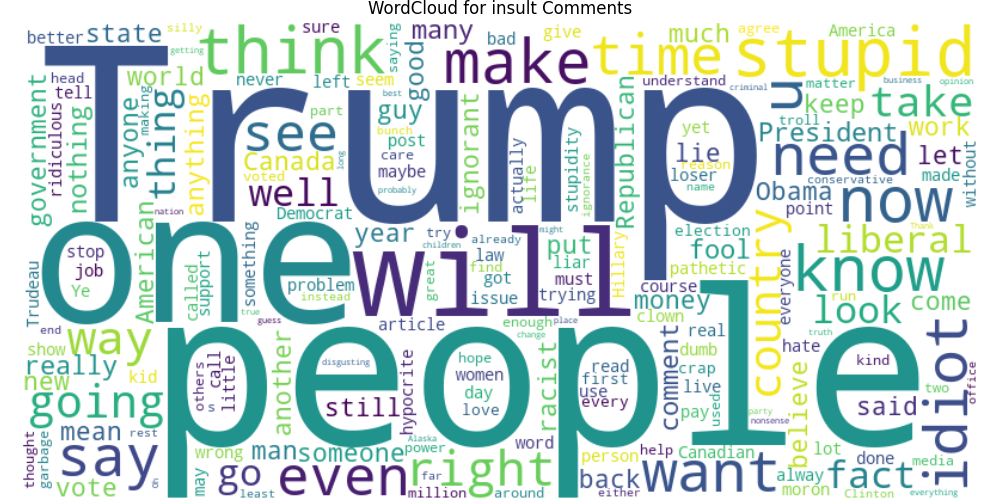 WordCloud for insult Comments
better state think many sure saying good make time much bad give agree stupid America silly getting
head tell ridiculous government nothing world making anyone thing anything never left seem part see guy bunch best post care maybe probably
Trump
Canada voted well long Democrat ignorant actually life stupidity ignorance Republican understand criminal yet lie reason loser name
u matter business opinion troll keep take President need work let made without conservative Obama point now Thank
one will
American nation something year try children already might law find got great issue put liar must trying Hillary election fool pathetic course country everyone liberal know
Trudeau stop job Ye called support problem instead true guess article enough change place money clown look come run truth
people
end show way really new kid going another others s call little disgusting still hypocrite hope women day love racist read first use every comment real dumb crap live pay used party nonsense hate believe kind said two office idiot
thought garbage mean rest say vote may wrong go least man someone even Alaska power far million right around word person either back help want Canadian moron alway lot fact done media Clinton everything